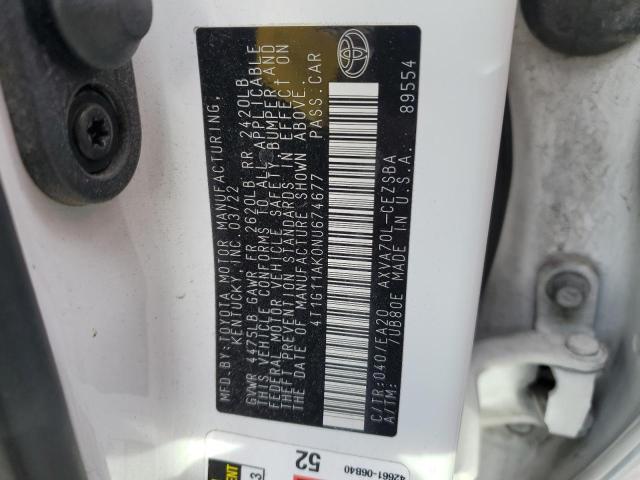 MFD.BY:TOYOTA MOTOR MANUFACTURING,
KENTUCKY, INC. 03/22
GVWR 4475LB GAWR FR 2620LB RR 2420LB
THIS VEHICLE CONFORMS TO ALL APPLICABLE
FEDERAL MOTOR VEHICLE SAFETY, BUMPER, AND
THEFT PREVENTION STANDARDS IN EFFECT ON
THE DATE OF MANUFACTURE SHOWN ABOVE.
4T1G11AK0NU674677 PASS.CAR
C/TR:040/EA20 AXVA70L-CEZSBA
A/TM: 7UB80E MADE IN U.S.A. 89554
52
42661-06B40
3